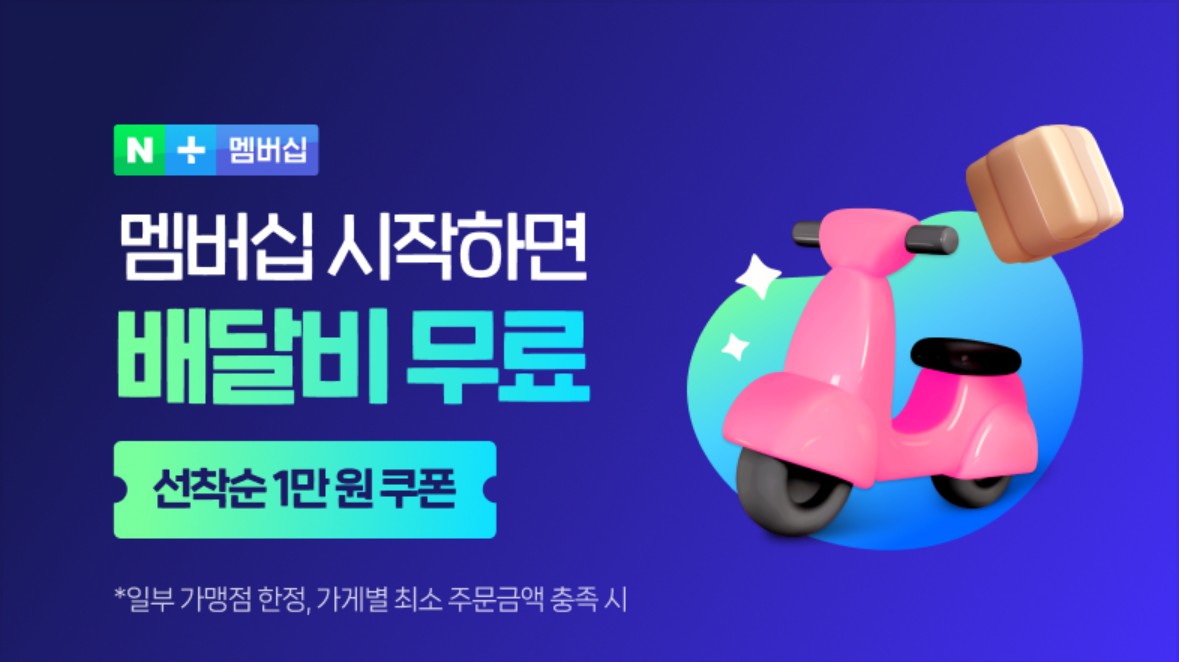 N + 멤버십
멤버십 시작하면
배달비 무료
선착순 1만 원 쿠폰
*일부 가맹점 한정, 가게별 최소 주문금액 충족 시